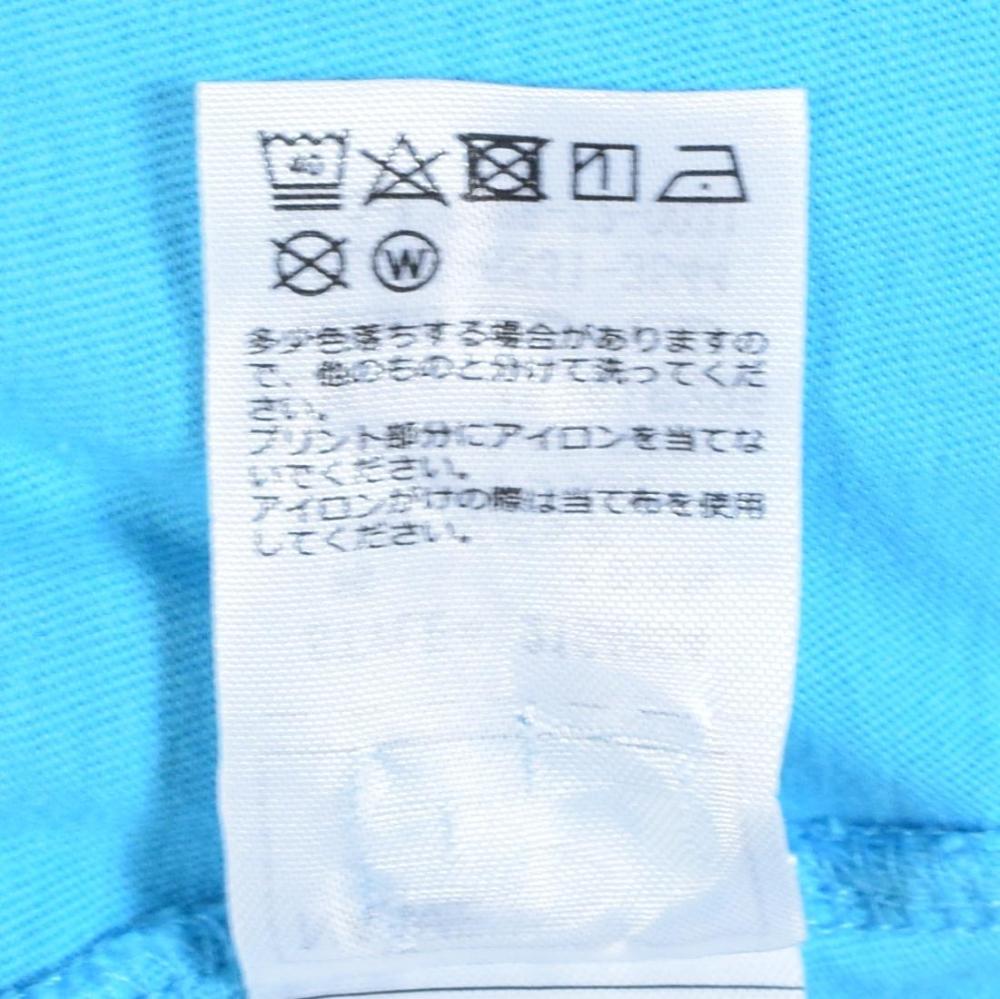 40
W
多少色落ちする場合がありますの
で、他のものと分けて洗ってくだ
さい。
プリント部分にアイロンを当てな
いでください。
アイロンがけの際は当て布を使用
してください。